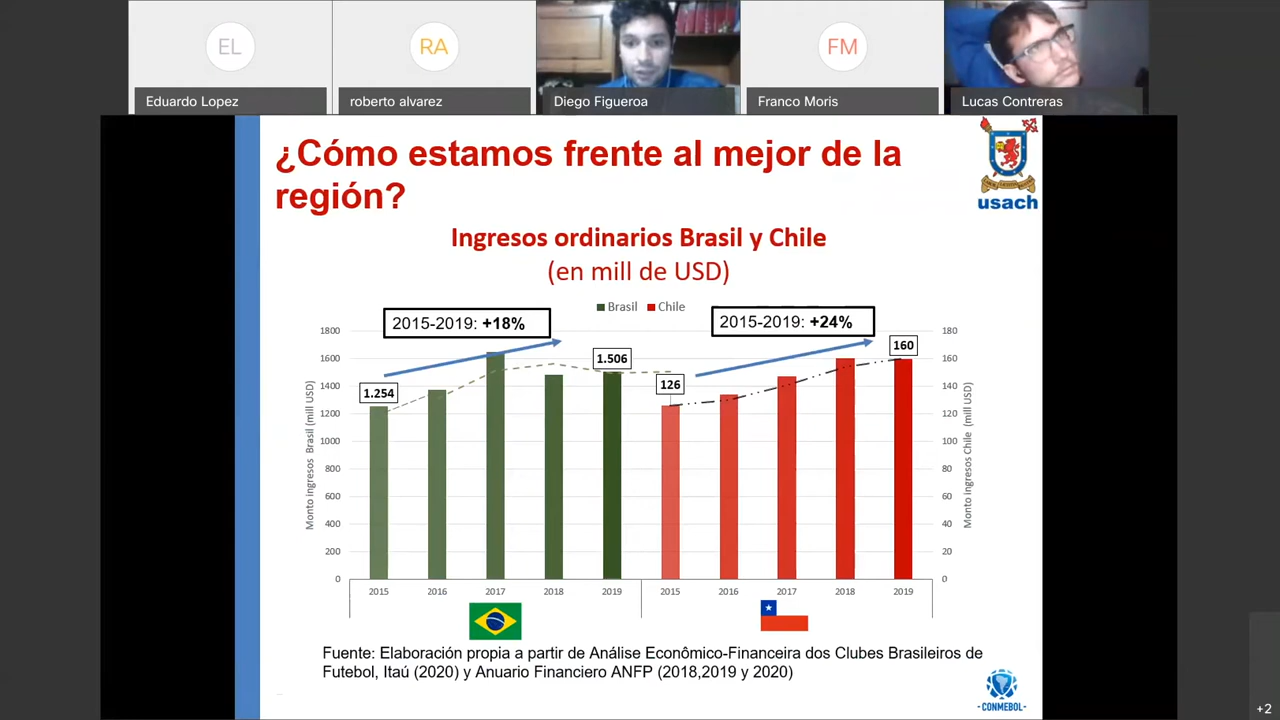 EL
RA
FM
Eduardo Lopez
roberto alvarez
Diego Figueroa
Franco Moris
Lucas Contreras
¿Cómo estamos frente al mejor de la
región?
usach
Ingresos ordinarios Brasil y Chile
(en mill de USD)
Brasil
Chile
2015-2019: +18%
2015-2019: +24%
1800
1600
1400
1200
1000
800
600
400
200
0
Monto ingresos Brasil (mill USD)
1.254
1.506
126
160
180
160
140
120
100
80
60
40
20
0
Monto ingresos Chile (mill USD)
2015
2016
2017
2018
2019
2015
2016
2017
2018
2019
Fuente: Elaboración propia a partir de Análise Econômico-Financeira dos Clubes Brasileiros de
Futebol, Itaú (2020) y Anuario Financiero ANFP (2018,2019 y 2020)
-CONMEBOL-
+2